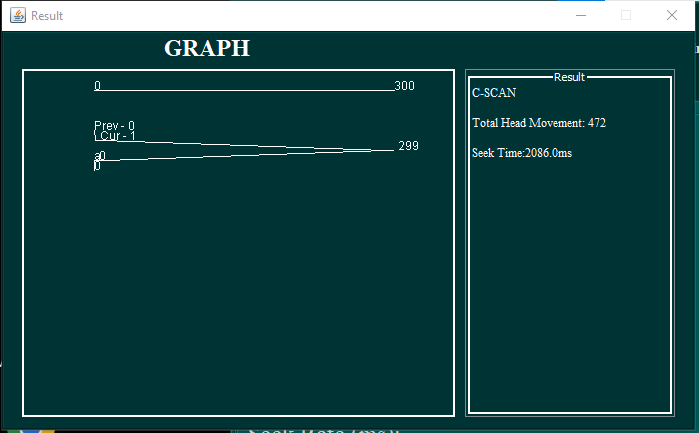 Result
GRAPH
0
300
Prev - 0
Cur - 1
299
0
0
Result
C-SCAN
Total Head Movement: 472
Seek Time:2086.0ms